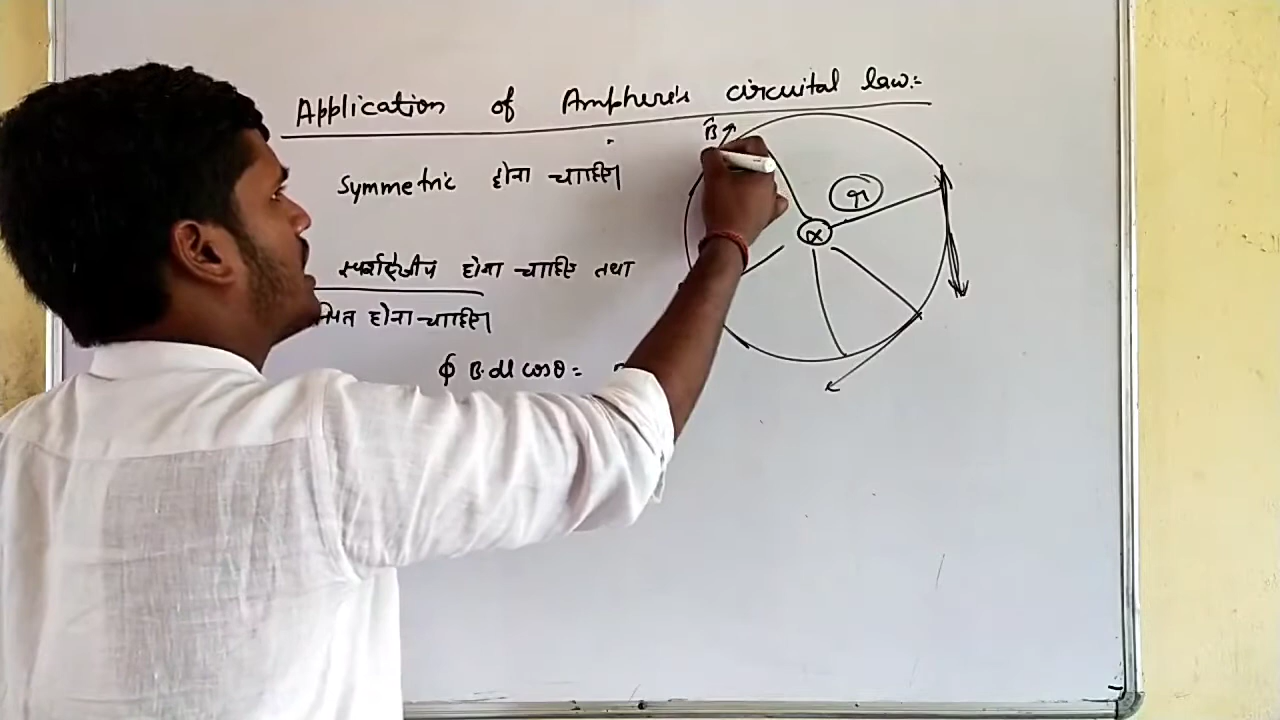 Application of Amphere's circuital law:-
Symmetric होना चाहिए
स्पर्शरेखीय होना चाहिए तथा
मित होना चाहिए
∮ B.dl cosθ =
B
r